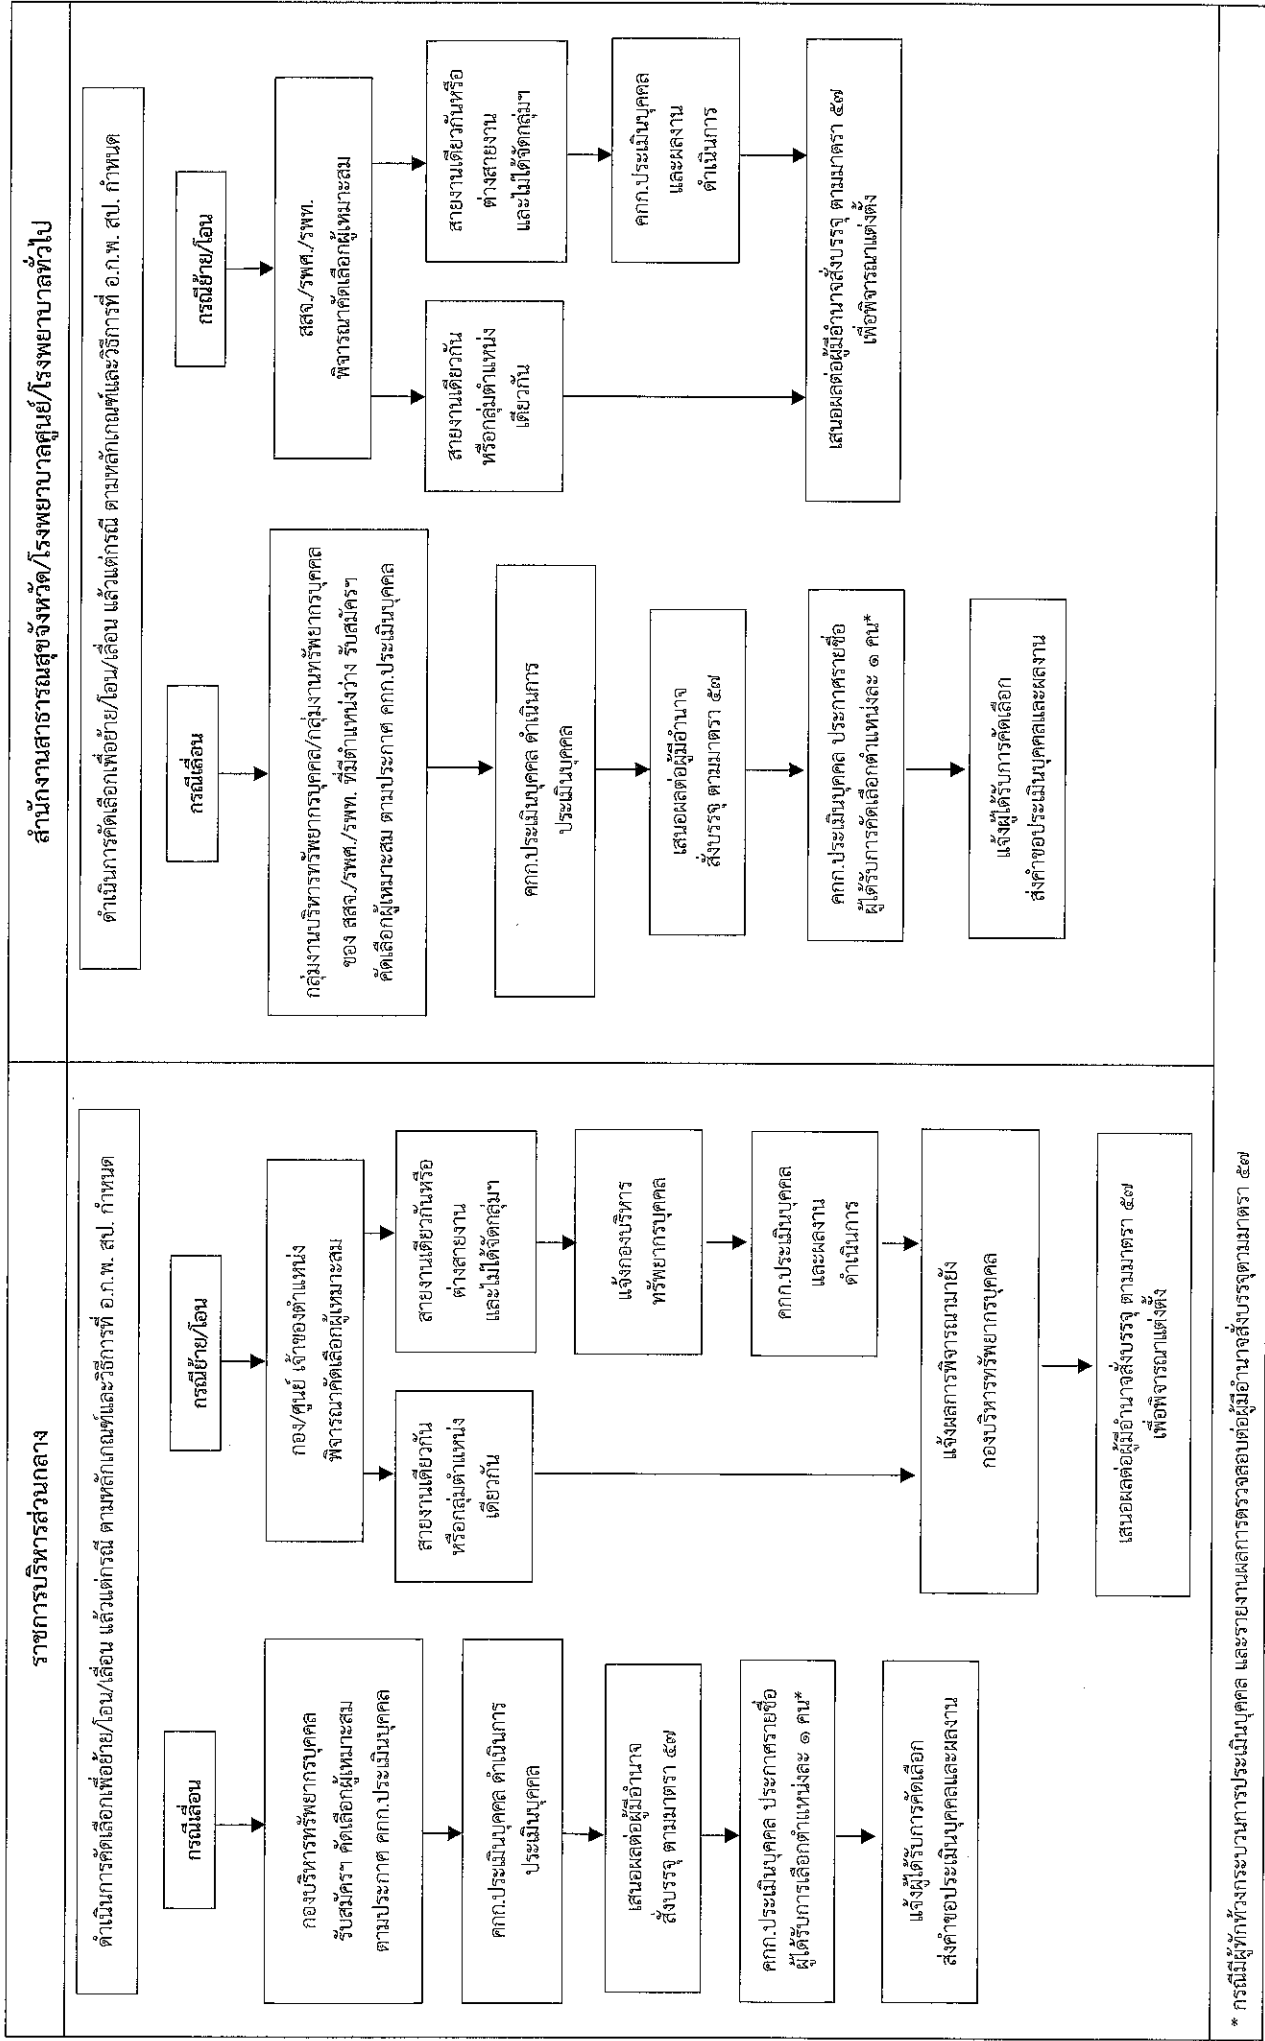 ราชการบริหารส่วนกลาง
ดำเนินการคัดเลือกเพื่อย้าย/โอน/เลื่อน แล้วแต่กรณี ตามหลักเกณฑ์และวิธีการที่ อ.ก.พ. สป. กำหนด
กรณีเลื่อน
กองบริหารทรัพยากรบุคคล
รับสมัครฯ คัดเลือกผู้เหมาะสม
ตามประกาศ คกก.ประเมินบุคคล
คกก.ประเมินบุคคล ดำเนินการ
ประเมินบุคคล
เสนอผลต่อผู้มีอำนาจ
สั่งบรรจุ ตามมาตรา ๕๗
คกก.ประเมินบุคคล ประกาศรายชื่อ
ผู้ได้รับการเลือกตำแหน่งละ ๑ คน*
แจ้งผู้ได้รับการคัดเลือก
ส่งคำขอประเมินบุคคลและผลงาน
กรณีย้าย/โอน
กอง/ศูนย์ เจ้าของตำแหน่ง
พิจารณาคัดเลือกผู้เหมาะสม
สายงานเดียวกัน
หรือกลุ่มตำแหน่ง
เดียวกัน
สายงานเดียวกันหรือ
ต่างสายงาน
และไม่ได้จัดกลุ่มฯ
แจ้งกองบริหาร
ทรัพยากรบุคคล
คกก.ประเมินบุคคล
และผลงาน
ดำเนินการ
แจ้งผลการพิจารณามายัง
กองบริหารทรัพยากรบุคคล
เสนอผลต่อผู้มีอำนาจสั่งบรรจุ ตามมาตรา ๕๗
เพื่อพิจารณาแต่งตั้ง
สำนักงานสาธารณสุขจังหวัด/โรงพยาบาลศูนย์/โรงพยาบาลทั่วไป
ดำเนินการคัดเลือกเพื่อย้าย/โอน/เลื่อน แล้วแต่กรณี ตามหลักเกณฑ์และวิธีการที่ อ.ก.พ. สป. กำหนด
กรณีเลื่อน
กลุ่มงานบริหารทรัพยากรบุคคล/กลุ่มงานทรัพยากรบุคคล
ของ สสจ./รพศ./รพท. ที่มีตำแหน่งว่าง รับสมัครฯ
คัดเลือกผู้เหมาะสม ตามประกาศ คกก.ประเมินบุคคล
คกก.ประเมินบุคคล ดำเนินการ
ประเมินบุคคล
เสนอผลต่อผู้มีอำนาจ
สั่งบรรจุ ตามมาตรา ๕๗
คกก.ประเมินบุคคล ประกาศรายชื่อ
ผู้ได้รับการคัดเลือกตำแหน่งละ ๑ คน*
แจ้งผู้ได้รับการคัดเลือก
ส่งคำขอประเมินบุคคลและผลงาน
กรณีย้าย/โอน
สสจ./รพศ./รพท.
พิจารณาคัดเลือกผู้เหมาะสม
สายงานเดียวกัน
หรือกลุ่มตำแหน่ง
เดียวกัน
สายงานเดียวกันหรือ
ต่างสายงาน
และไม่ได้จัดกลุ่มฯ
คกก.ประเมินบุคคล
และผลงาน
ดำเนินการ
เสนอผลต่อผู้มีอำนาจสั่งบรรจุ ตามมาตรา ๕๗
เพื่อพิจารณาแต่งตั้ง
* กรณีมีผู้ทักท้วงกระบวนการประเมินบุคคล และรายงานผลการตรวจสอบต่อผู้มีอำนาจสั่งบรรจุตามมาตรา ๕๗